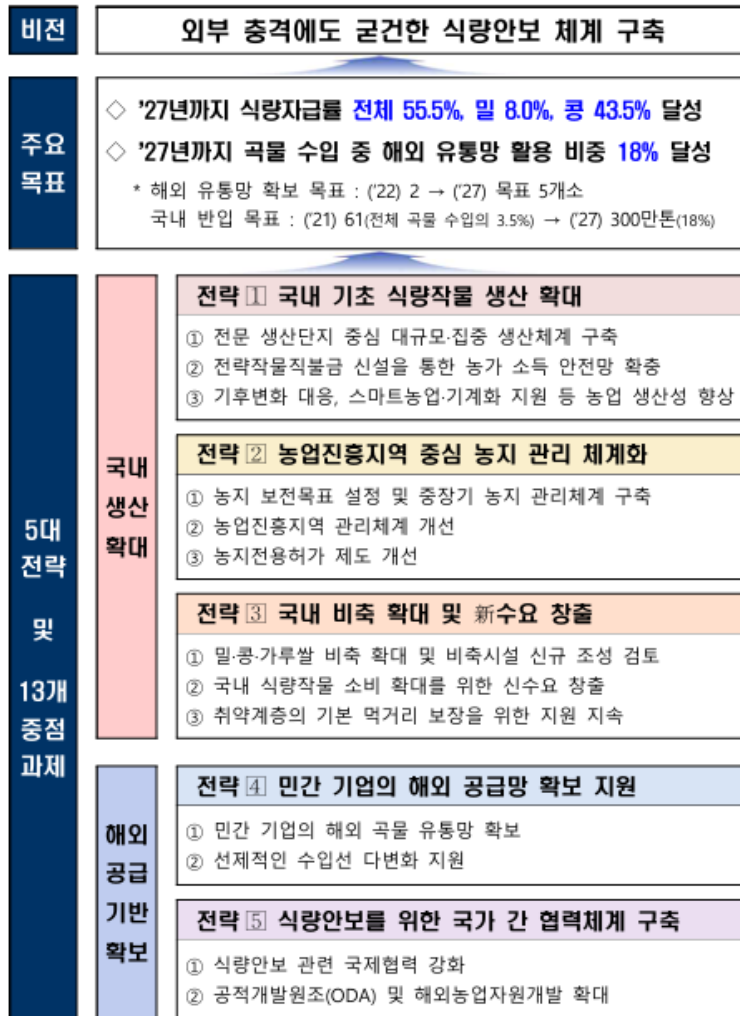 비전
외부 충격에도 굳건한 식량안보 체계 구축
주요
목표
◇ '27년까지 식량자급률 전체 55.5%, 밀 8.0%, 콩 43.5% 달성
◇ '27년까지 곡물 수입 중 해외 유통망 활용 비중 18% 달성
* 해외 유통망 확보 목표 : ('22) 2 → ('27) 목표 5개소
국내 반입 목표 : ('21) 61(전체 곡물 수입의 3.5%) → ('27) 300만톤(18%)
5대
전략
및
13개
중점
과제
국내
생산
확대
전략 1 국내 기초 식량작물 생산 확대
① 전문 생산단지 중심 대규모·집중 생산체계 구축
② 전략작물직불금 신설을 통한 농가 소득 안전망 확충
③ 기후변화 대응, 스마트농업·기계화 지원 등 농업 생산성 향상
전략 2 농업진흥지역 중심 농지 관리 체계화
① 농지 보전목표 설정 및 중장기 농지 관리체계 구축
② 농업진흥지역 관리체계 개선
③ 농지전용허가 제도 개선
전략 3 국내 비축 확대 및 新수요 창출
① 밀·콩·가루쌀 비축 확대 및 비축시설 신규 조성 검토
② 국내 식량작물 소비 확대를 위한 신수요 창출
③ 취약계층의 기본 먹거리 보장을 위한 지원 지속
해외
공급
기반
확보
전략 4 민간 기업의 해외 공급망 확보 지원
① 민간 기업의 해외 곡물 유통망 확보
② 선제적인 수입선 다변화 지원
전략 5 식량안보를 위한 국가 간 협력체계 구축
① 식량안보 관련 국제협력 강화
② 공적개발원조(ODA) 및 해외농업자원개발 확대